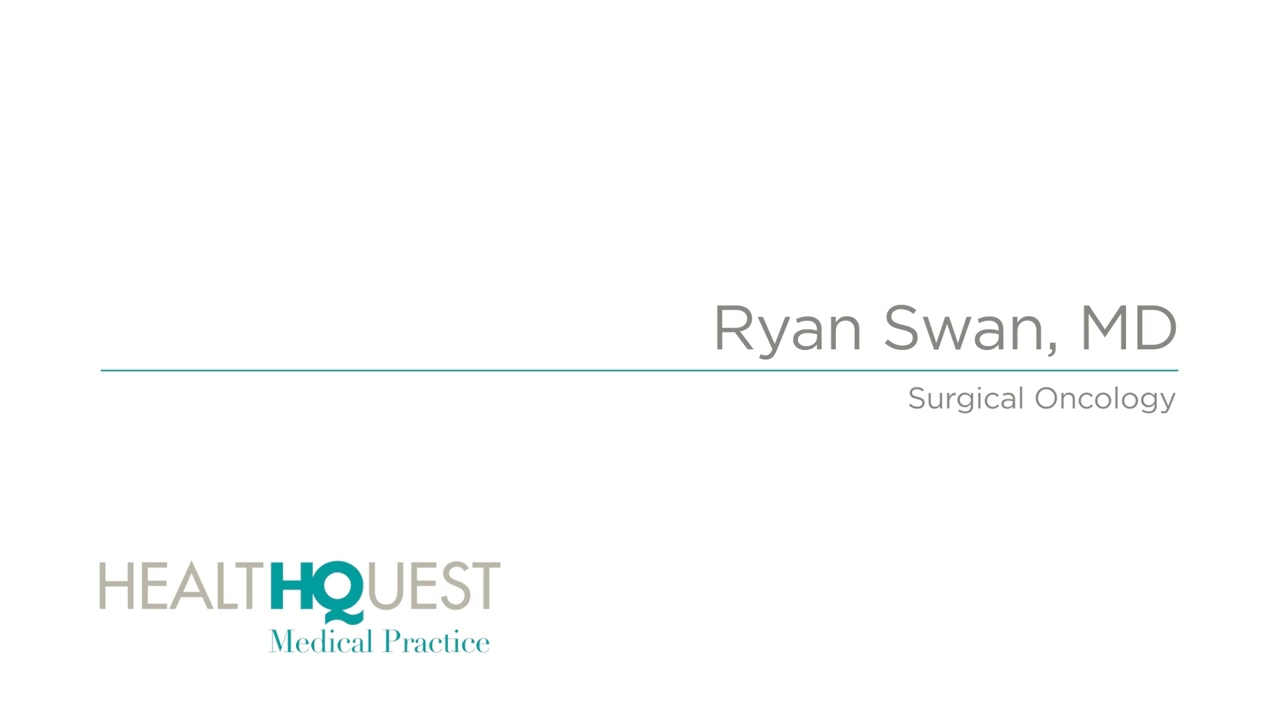 Ryan Swan, MD
Surgical Oncology
HEALTHQUEST
Medical Practice